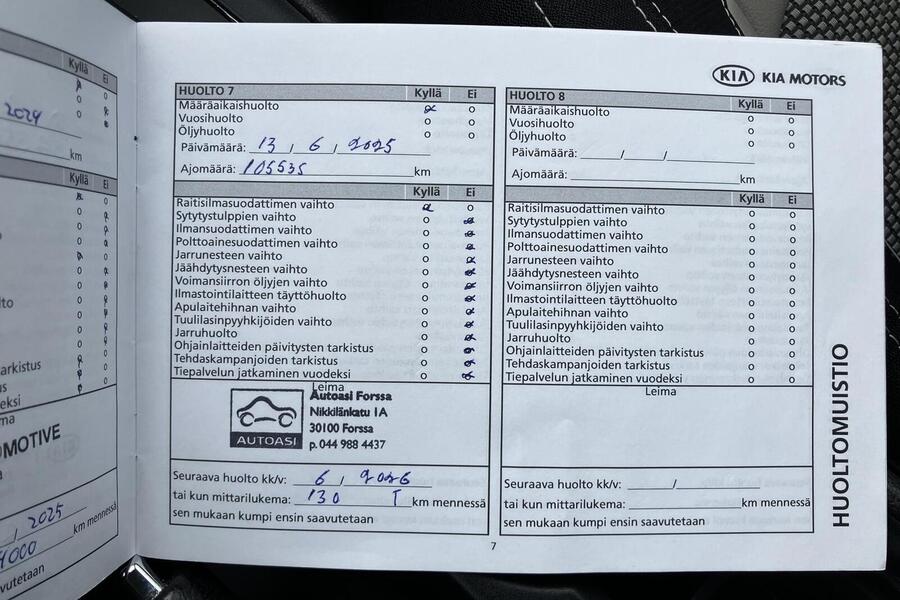 Kyllä Ei
2024
km
Kyllä Ei
to
rkistus
tarkistus
us
eksi
ma
OMOTIVE
/ 2025
4000 km mennessä
vutetaan
KIA KIA MOTORS
HUOLTO 7 Kyllä Ei
Määräaikaishuolto
Vuosihuolto
Öljyhuolto
Päivämäärä: 13 / 6 / 2025
Ajomäärä: 105535 km
Kyllä Ei
Raitisilmasuodattimen vaihto
Sytytystulppien vaihto
Ilmansuodattimen vaihto
Polttoainesuodattimen vaihto
Jarrunesteen vaihto
Jäähdytysnesteen vaihto
Voimansiirron öljyjen vaihto
Ilmastointilaitteen täyttöhuolto
Apulaitehihnan vaihto
Tuulilasinpyyhkijöiden vaihto
Jarruhuolto
Ohjainlaitteiden päivitysten tarkistus
Tehdaskampanjoiden tarkistus
Tiepalvelun jatkaminen vuodeksi
Leima
Autoasi Forssa
Nikkilänkatu 1A
30100 Forssa
p. 044 988 4437
AUTOASI
Seuraava huolto kk/v: 6 / 2026
tai kun mittarilukema: 130 T km mennessä
sen mukaan kumpi ensin saavutetaan
HUOLTO 8 Kyllä Ei
Määräaikaishuolto
Vuosihuolto
Öljyhuolto
Päivämäärä: / /
Ajomäärä: km
Kyllä Ei
Raitisilmasuodattimen vaihto
Sytytystulppien vaihto
Ilmansuodattimen vaihto
Polttoainesuodattimen vaihto
Jarrunesteen vaihto
Jäähdytysnesteen vaihto
Voimansiirron öljyjen vaihto
Ilmastointilaitteen täyttöhuolto
Apulaitehihnan vaihto
Tuulilasinpyyhkijöiden vaihto
Jarruhuolto
Ohjainlaitteiden päivitysten tarkistus
Tehdaskampanjoiden tarkistus
Tiepalvelun jatkaminen vuodeksi
Leima
Seuraava huolto kk/v: /
tai kun mittarilukema: km mennessä
sen mukaan kumpi ensin saavutetaan
HUOLTOMUISTIO
7